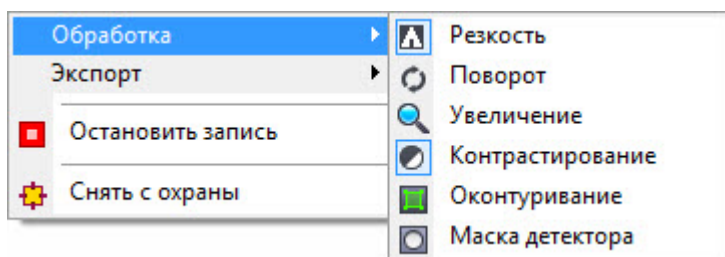 Обработка
Экспорт
Остановить запись
Снять с охраны
Резкость
Поворот
Увеличение
Контрастирование
Оконтуривание
Маска детектора